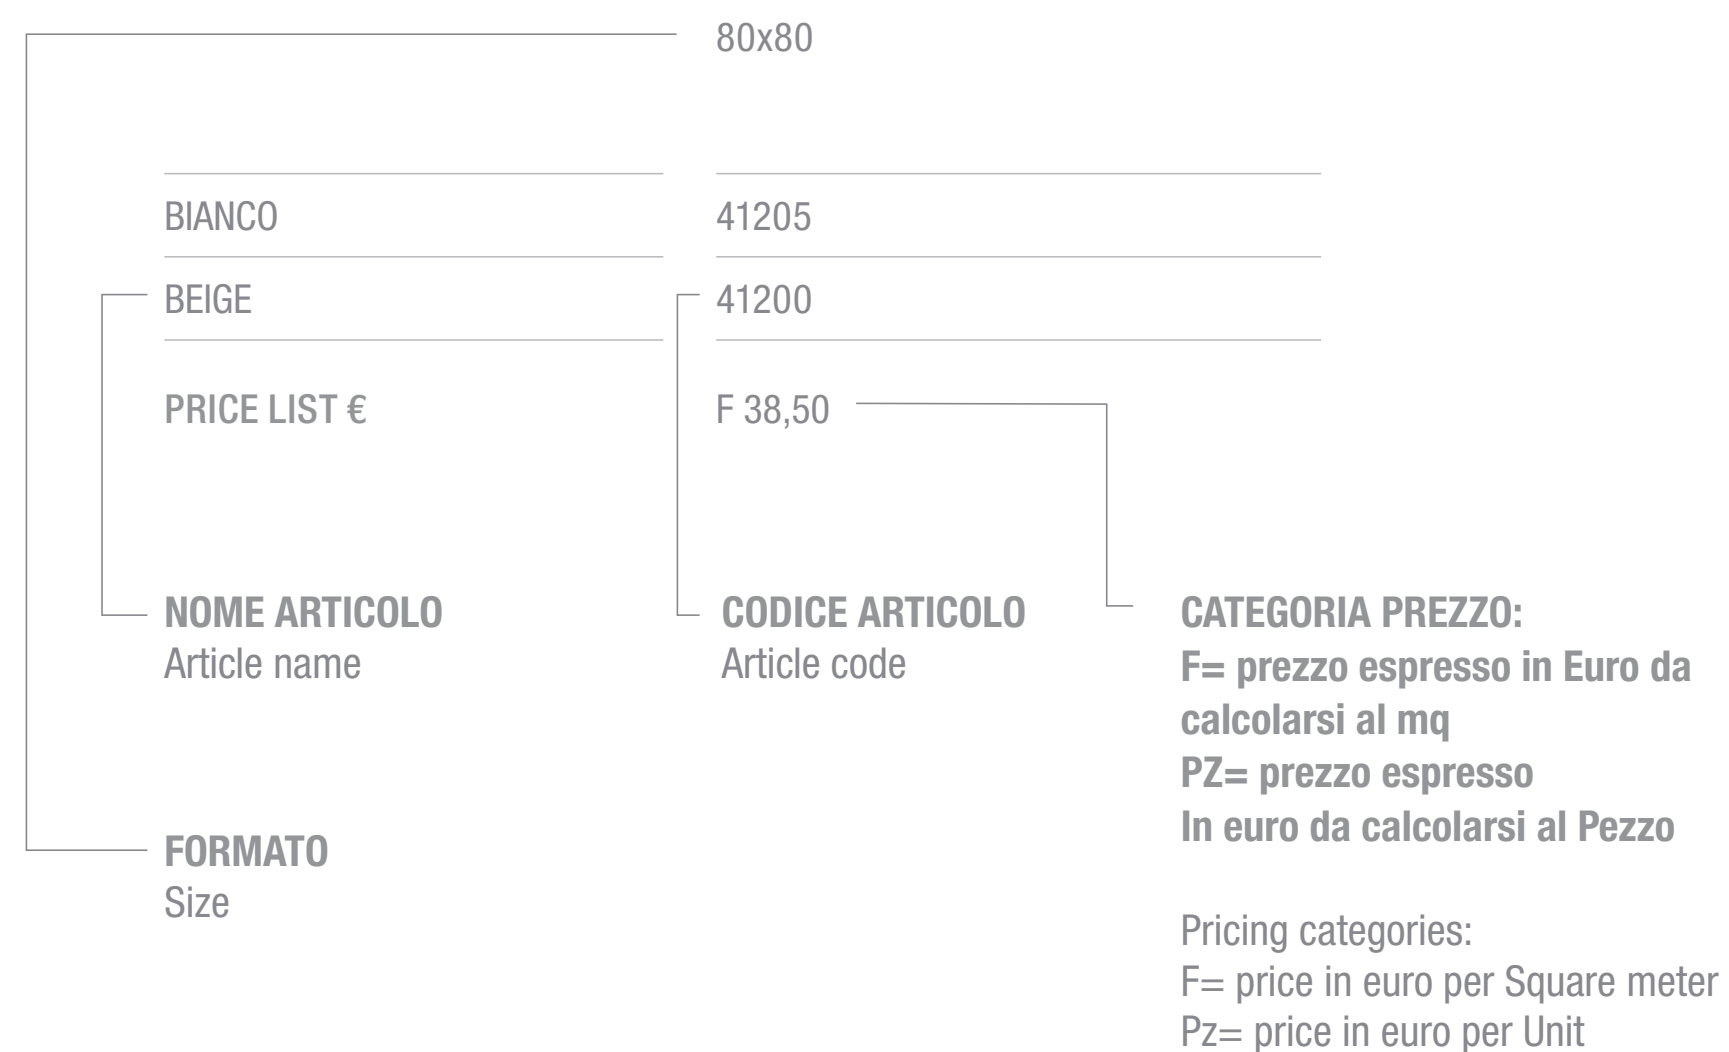 80x80
BIANCO 41205
BEIGE 41200
PRICE LIST € F 38,50
NOME ARTICOLO
Article name
CODICE ARTICOLO
Article code
CATEGORIA PREZZO:
F= prezzo espresso in Euro da
calcolarsi al mq
PZ= prezzo espresso
In euro da calcolarsi al Pezzo
FORMATO
Size
Pricing categories:
F= price in euro per Square meter
Pz= price in euro per Unit